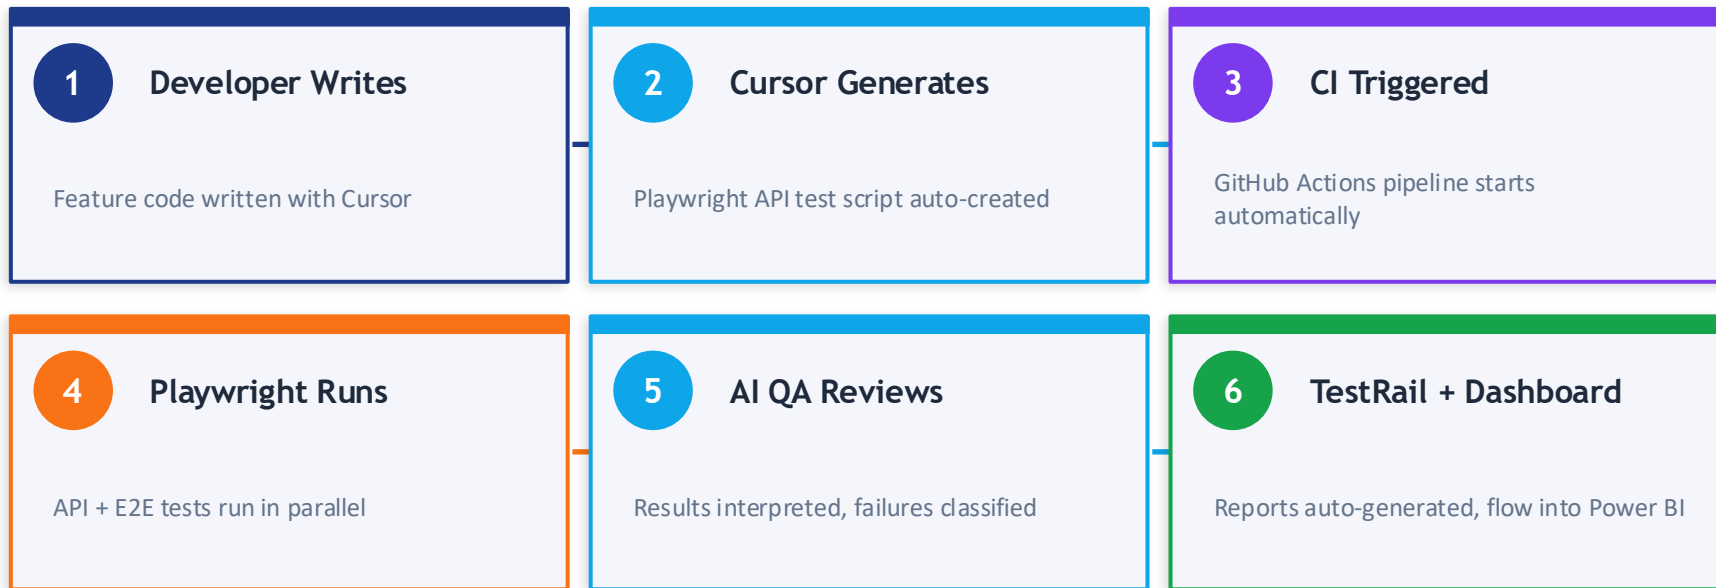 1
Developer Writes
Feature code written with Cursor
2
Cursor Generates
Playwright API test script auto-created
3
CI Triggered
GitHub Actions pipeline starts
automatically
4
Playwright Runs
API + E2E tests run in parallel
5
AI QA Reviews
Results interpreted, failures classified
6
TestRail + Dashboard
Reports auto-generated, flow into Power BI